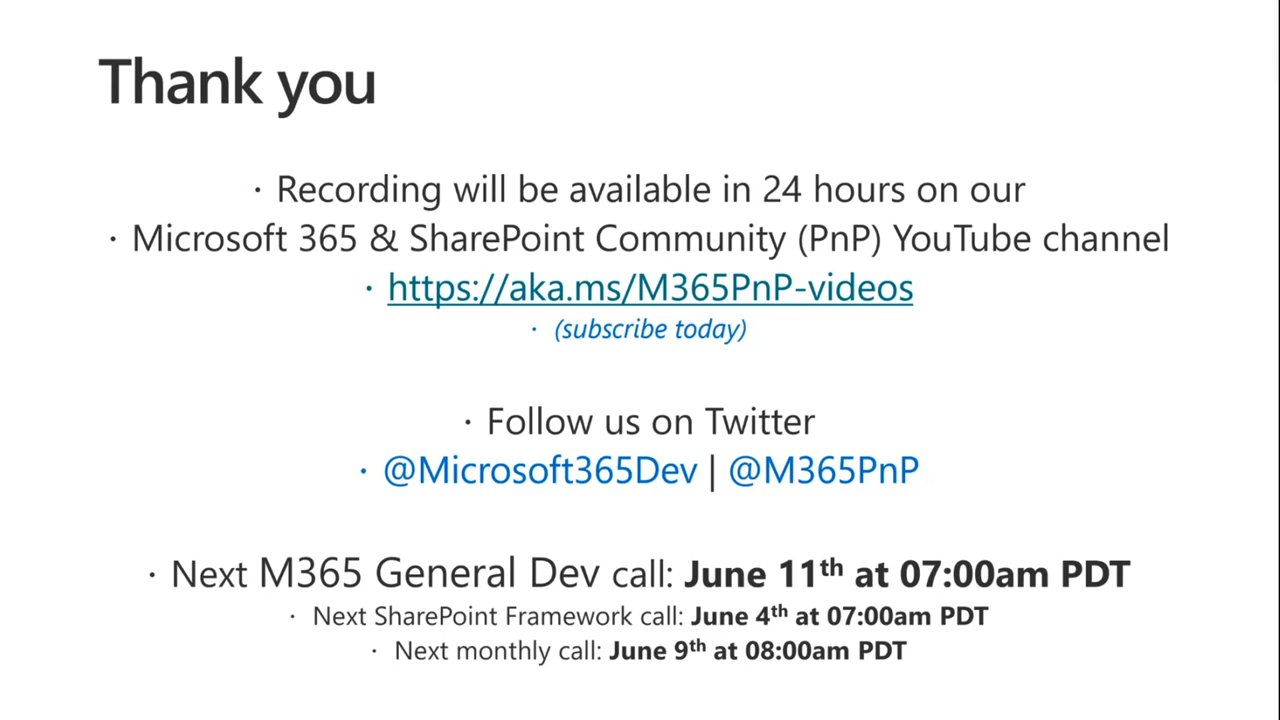 Thank you
· Recording will be available in 24 hours on our
· Microsoft 365 & SharePoint Community (PnP) YouTube channel
· https://aka.ms/M365PnP-videos
· (subscribe today)
· Follow us on Twitter
· @Microsoft365Dev | @M365PnP
· Next M365 General Dev call: June 11th at 07:00am PDT
· Next SharePoint Framework call: June 4th at 07:00am PDT
· Next monthly call: June 9th at 08:00am PDT